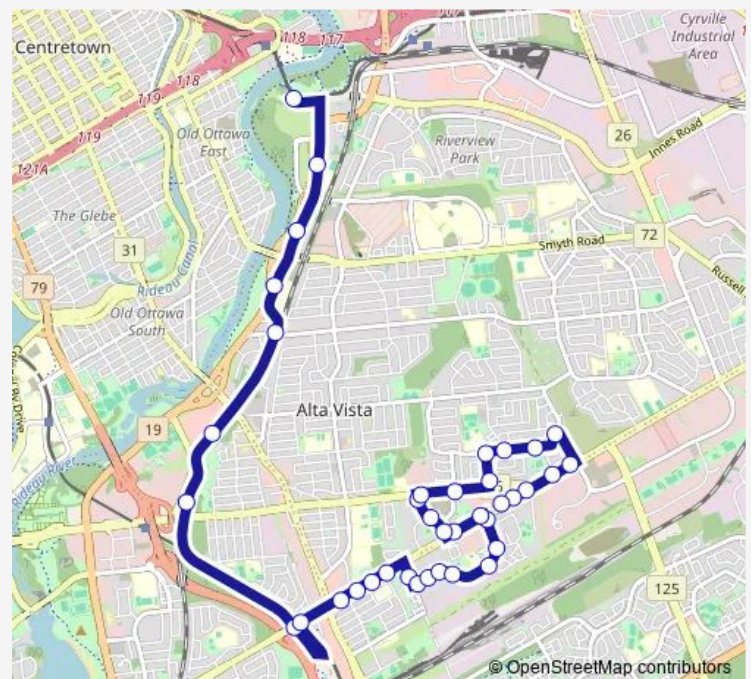 Cyrville
Industrial
Area
117
118
117
Centretown
118
119
119
121A
Old Ottawa
East
Riverview
Park
26
Innes Road
The Glebe
31
Smyth Road
72
Rideau Canal
79
Russell
Old Ottawa
South
Alta Vista
19
Rideau River
125
© OpenStreetMap contributors